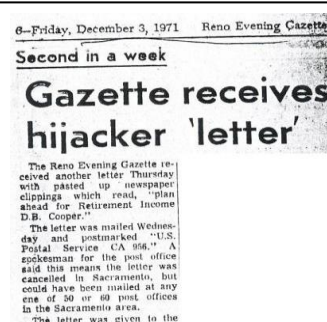 6—Friday, December 3, 1971 Reno Evening Gazette
Second in a week
Gazette receives
hijacker 'letter'
The Reno Evening Gazette re-
ceived another letter Thursday
with pasted up newspaper
clippings which read, "plan
ahead for Retirement Income
D.B. Cooper."
The letter was mailed Wednes-
day and postmarked "U.S.
Postal Service CA 956." A
spokesman for the post office
said this means the letter was
cancelled in Sacramento, but
could have been mailed at any
one of 50 or 60 post offices
in the Sacramento area.
The letter was given to the